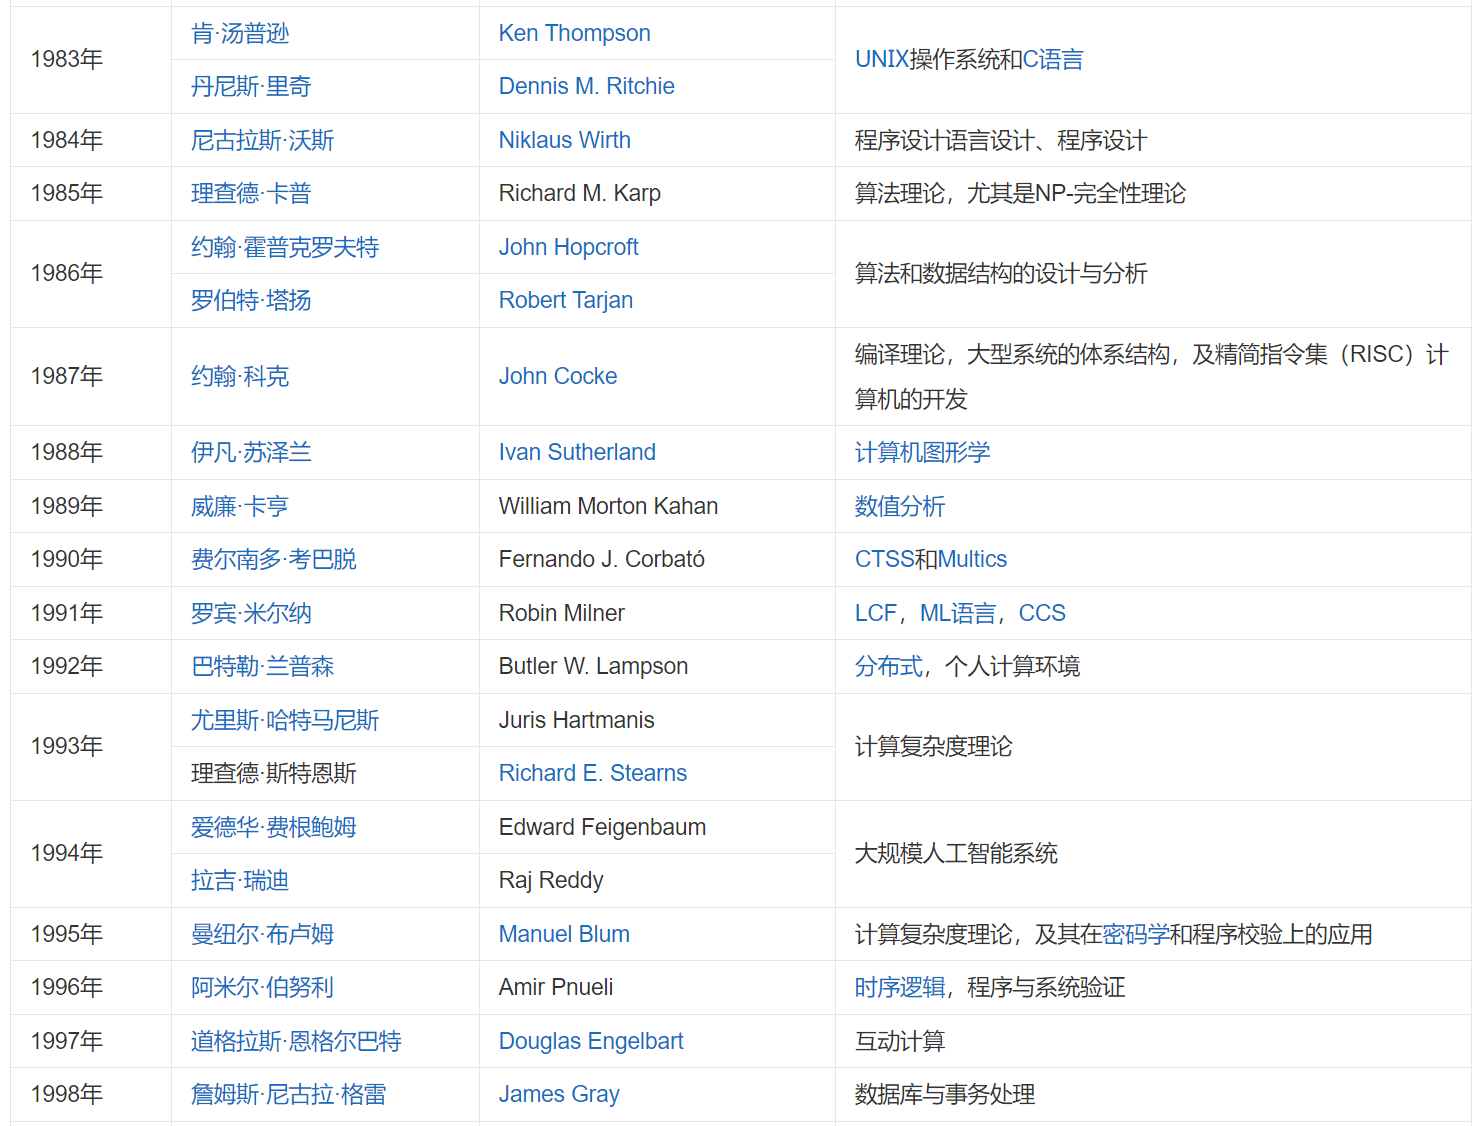 1983年
肯·汤普逊
Ken Thompson
UNIX操作系统和C语言
丹尼斯·里奇
Dennis M. Ritchie
1984年
尼古拉斯·沃斯
Niklaus Wirth
程序设计语言设计、程序设计
1985年
理查德·卡普
Richard M. Karp
算法理论，尤其是NP-完全性理论
1986年
约翰·霍普克罗夫特
John Hopcroft
算法和数据结构的设计与分析
罗伯特·塔扬
Robert Tarjan
1987年
约翰·科克
John Cocke
编译理论，大型系统的体系结构，及精简指令集（RISC）计
算机的开发
1988年
伊凡·苏泽兰
Ivan Sutherland
计算机图形学
1989年
威廉·卡亨
William Morton Kahan
数值分析
1990年
费尔南多·考巴脱
Fernando J. Corbató
CTSS和Multics
1991年
罗宾·米尔纳
Robin Milner
LCF，ML语言，CCS
1992年
巴特勒·兰普森
Butler W. Lampson
分布式，个人计算环境
1993年
尤里斯·哈特马尼斯
Juris Hartmanis
计算复杂度理论
理查德·斯特恩斯
Richard E. Stearns
1994年
爱德华·费根鲍姆
Edward Feigenbaum
大规模人工智能系统
拉吉·瑞迪
Raj Reddy
1995年
曼纽尔·布卢姆
Manuel Blum
计算复杂度理论，及其在密码学和程序校验上的应用
1996年
阿米尔·伯努利
Amir Pnueli
时序逻辑，程序与系统验证
1997年
道格拉斯·恩格尔巴特
Douglas Engelbart
互动计算
1998年
詹姆斯·尼古拉·格雷
James Gray
数据库与事务处理